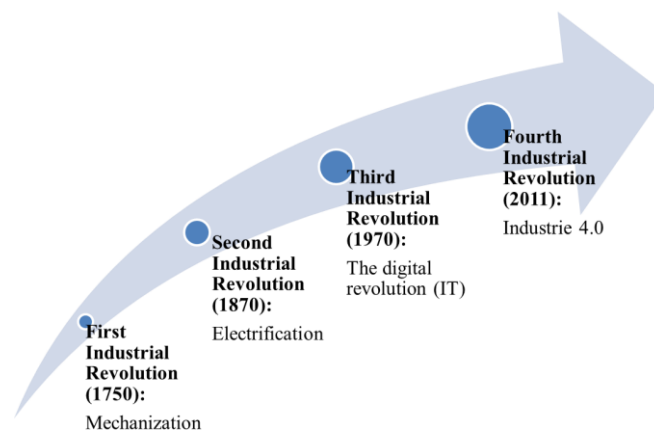 First
Industrial
Revolution
(1750):
Mechanization
Second
Industrial
Revolution
(1870):
Electrification
Third
Industrial
Revolution
(1970):
The digital
revolution (IT)
Fourth
Industrial
Revolution
(2011):
Industrie 4.0